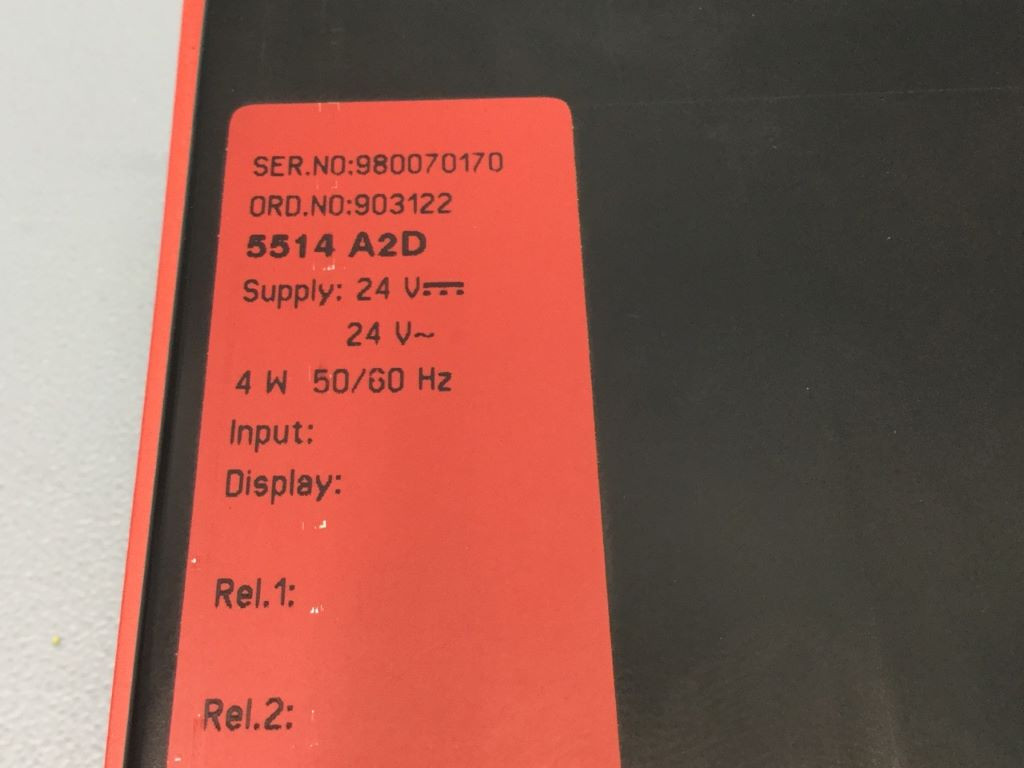 SER.NO:980070170
ORD.NO:903122
5514 A2D
Supply: 24 V⎓
24 V~
4 W 50/60 Hz
Input:
Display:
Rel.1:
Rel.2: